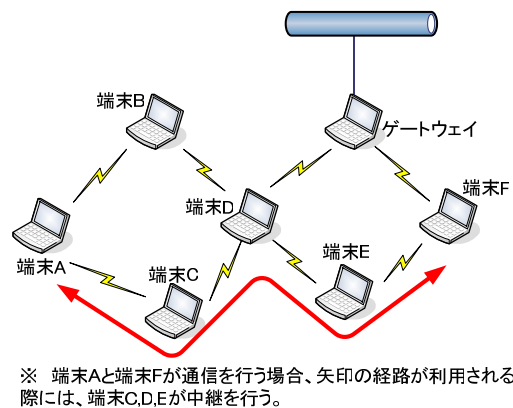 端末B
ゲートウェイ
端末D
端末F
端末A
端末C
端末E
※　端末Aと端末Fが通信を行う場合、矢印の経路が利用される
際には、端末C,D,Eが中継を行う。